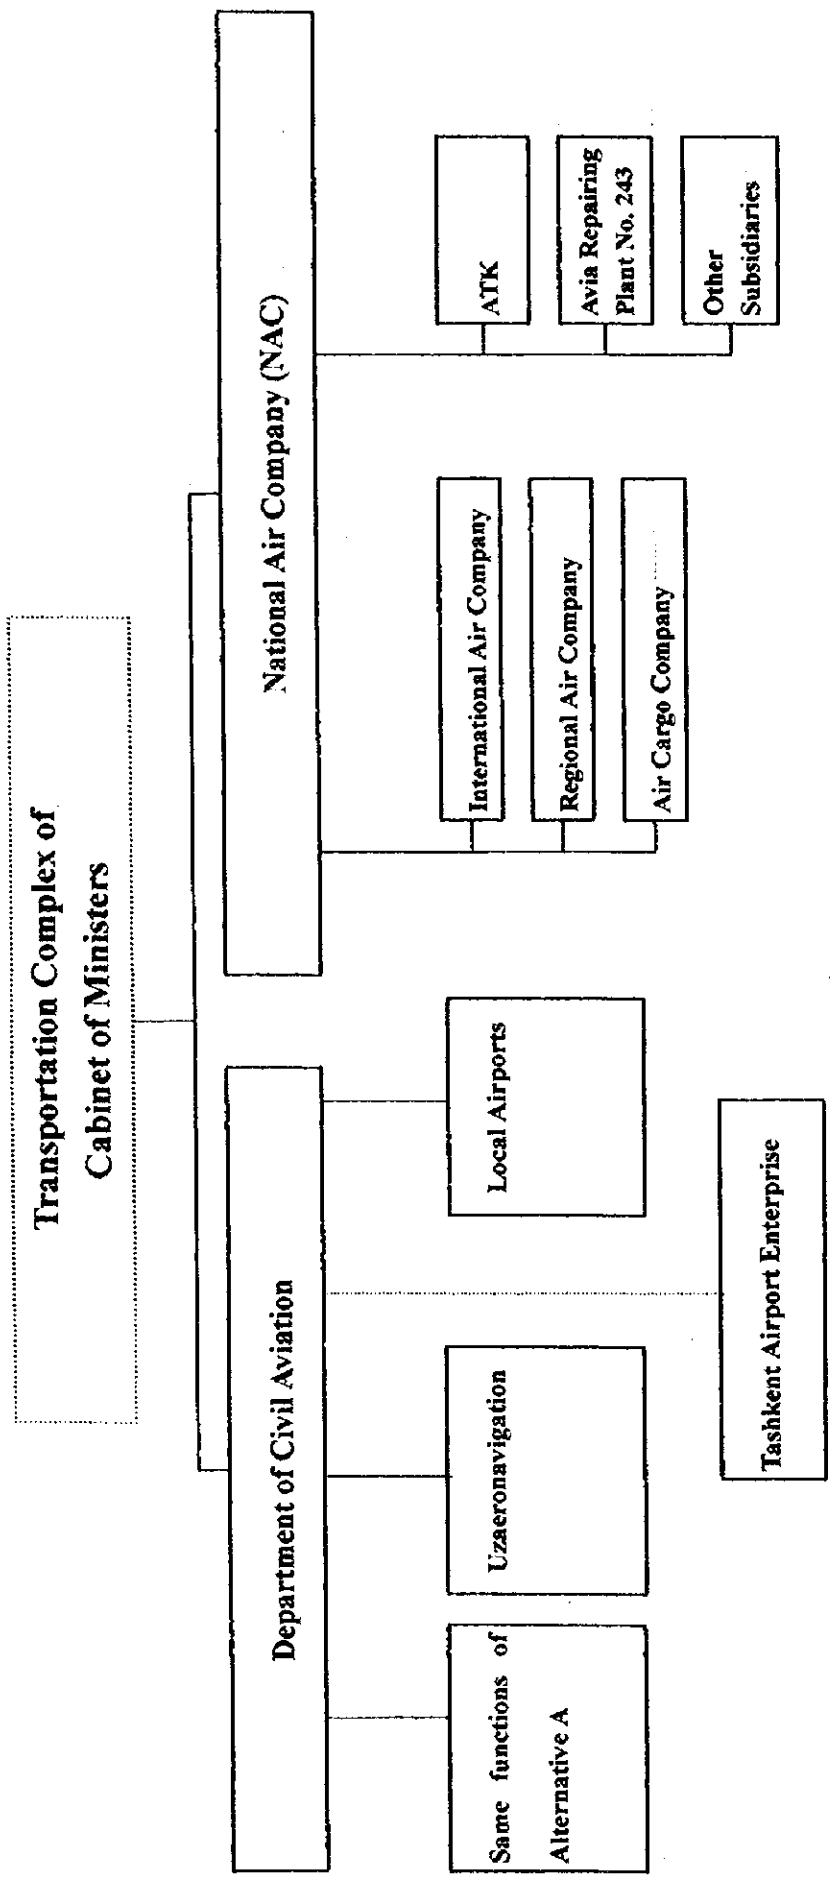 Transportation Complex of
Cabinet of Ministers
Department of Civil Aviation
National Air Company (NAC)
Same functions of
Alternative A
Uzaeronavigation
Local Airports
Tashkent Airport Enterprise
International Air Company
Regional Air Company
Air Cargo Company
ATK
Avia Repairing
Plant No. 243
Other
Subsidiaries